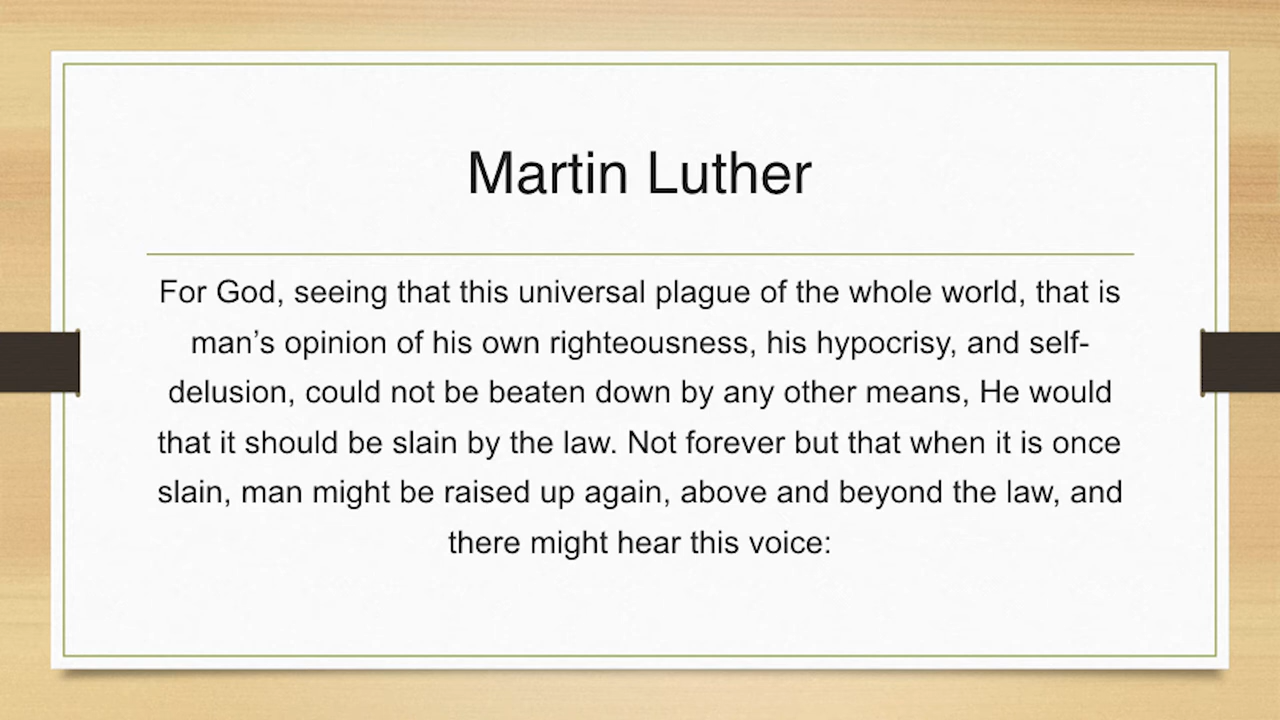 Martin Luther
For God, seeing that this universal plague of the whole world, that is
man’s opinion of his own righteousness, his hypocrisy, and self-
delusion, could not be beaten down by any other means, He would
that it should be slain by the law. Not forever but that when it is once
slain, man might be raised up again, above and beyond the law, and
there might hear this voice: